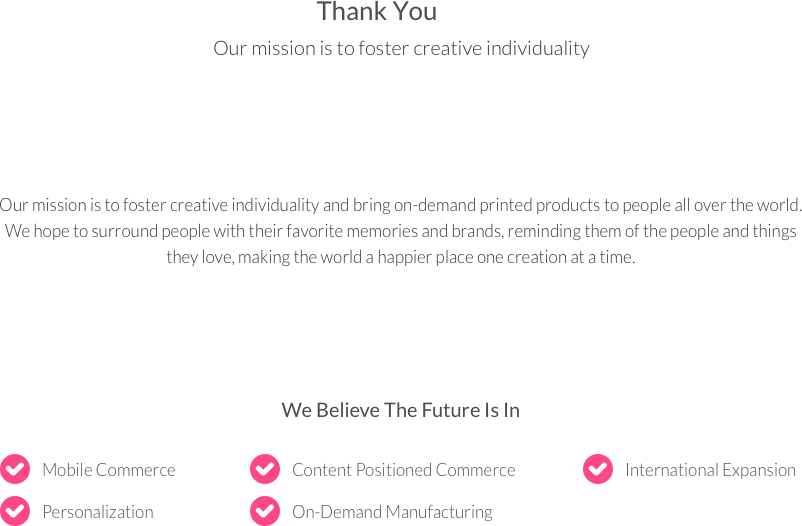 Thank You
Our mission is to foster creative individuality
Our mission is to foster creative individuality and bring on-demand printed products to people all over the world.
We hope to surround people with their favorite memories and brands, reminding them of the people and things
they love, making the world a happier place one creation at a time.
We Believe The Future Is In
Mobile Commerce
Content Positioned Commerce
International Expansion
Personalization
On-Demand Manufacturing